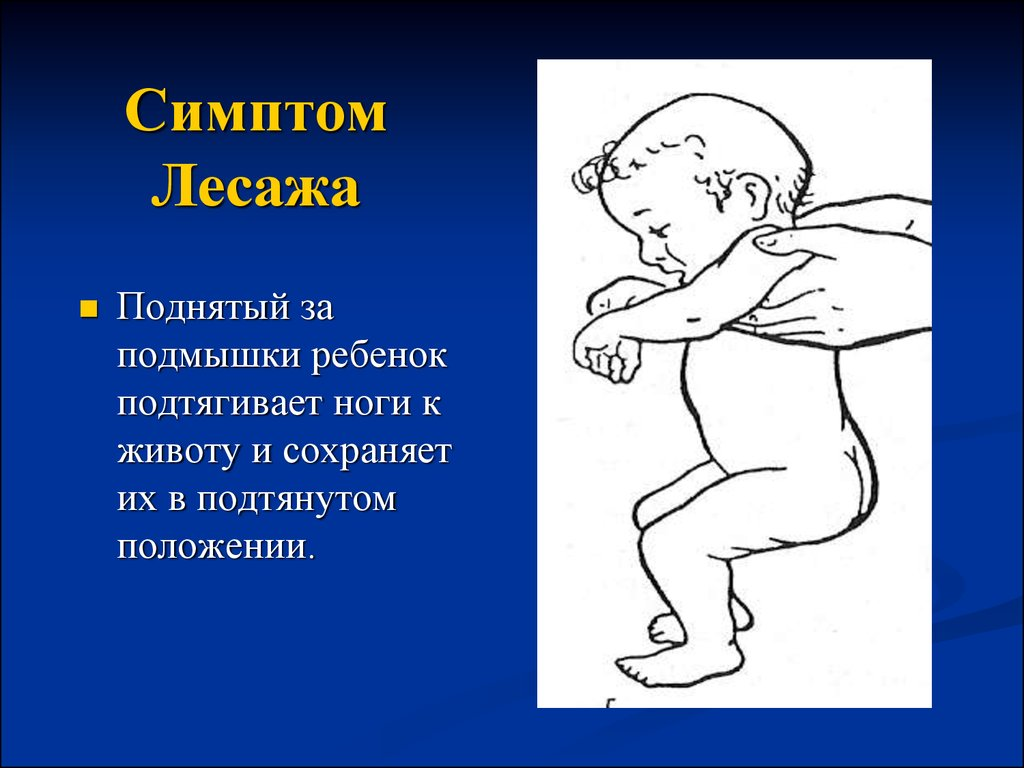 Симптом
Лесажа
Поднятый за
подмышки ребенок
подтягивает ноги к
животу и сохраняет
их в подтянутом
положении.